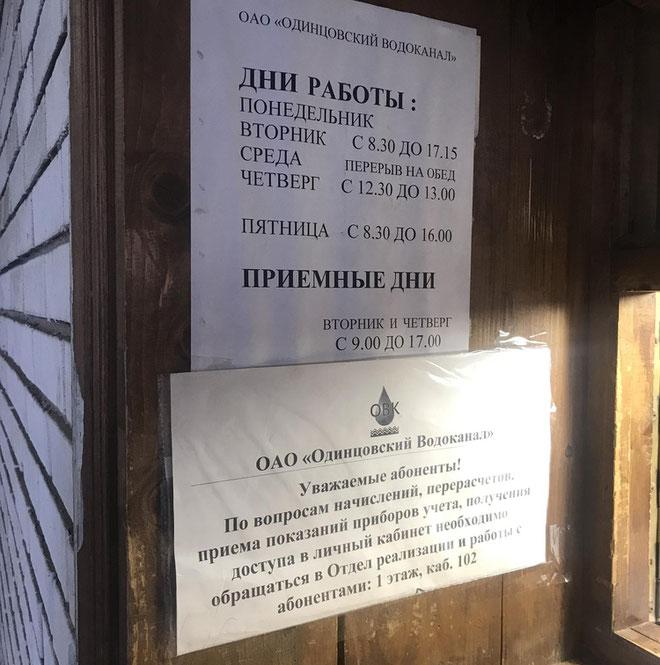 ОАО «ОДИНЦОВСКИЙ ВОДОКАНАЛ»
ДНИ РАБОТЫ :
ПОНЕДЕЛЬНИК
ВТОРНИК С 8.30 ДО 17.15
СРЕДА ПЕРЕРЫВ НА ОБЕД
ЧЕТВЕРГ С 12.30 ДО 13.00
ПЯТНИЦА С 8.30 ДО 16.00
ПРИЕМНЫЕ ДНИ
ВТОРНИК И ЧЕТВЕРГ
С 9.00 ДО 17.00
ОВК
ОАО «Одинцовский Водоканал»
Уважаемые абоненты!
По вопросам начислений, перерасчетов,
приема показаний приборов учета, получения
доступа в личный кабинет необходимо
обращаться в Отдел реализации и работы с
абонентами: 1 этаж, каб. 102